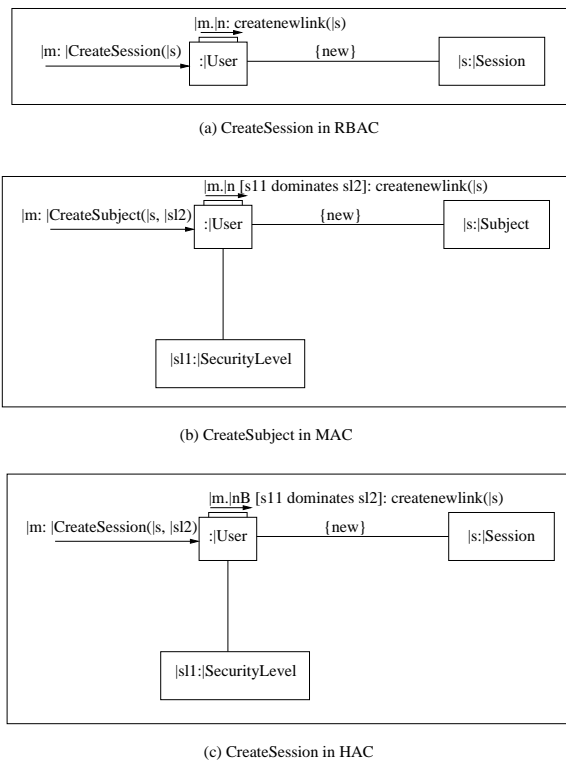 |m.|n: createnewlink(|s)
|m: |CreateSession(|s)
:|User
{new}
|s:|Session
(a) CreateSession in RBAC
|m.|n [s11 dominates sl2]: createnewlink(|s)
|m: |CreateSubject(|s, |sl2)
:|User
{new}
|s:|Subject
|sl1:|SecurityLevel
(b) CreateSubject in MAC
|m.|nB [s11 dominates sl2]: createnewlink(|s)
|m: |CreateSession(|s, |sl2)
:|User
{new}
|s:|Session
|sl1:|SecurityLevel
(c) CreateSession in HAC